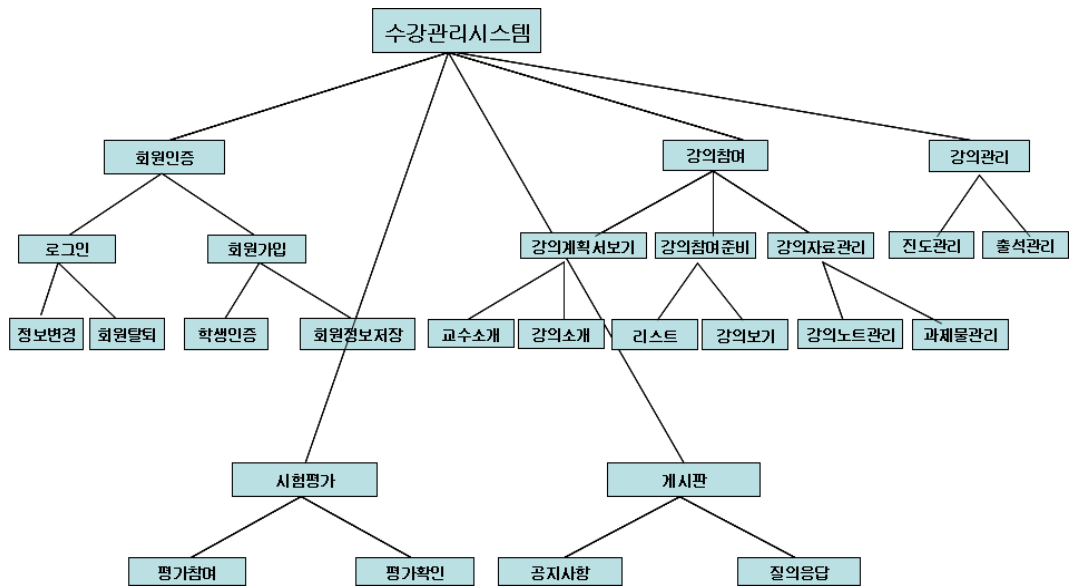 수강관리시스템
회원인증
강의참여
강의관리
로그인
회원가입
강의계획서보기
강의참여준비
강의자료관리
진도관리
출석관리
정보변경
회원탈퇴
학생인증
회원정보저장
교수소개
강의소개
리스트
강의보기
강의노트관리
과제물관리
시험평가
게시판
평가참여
평가확인
공지사항
질의응답